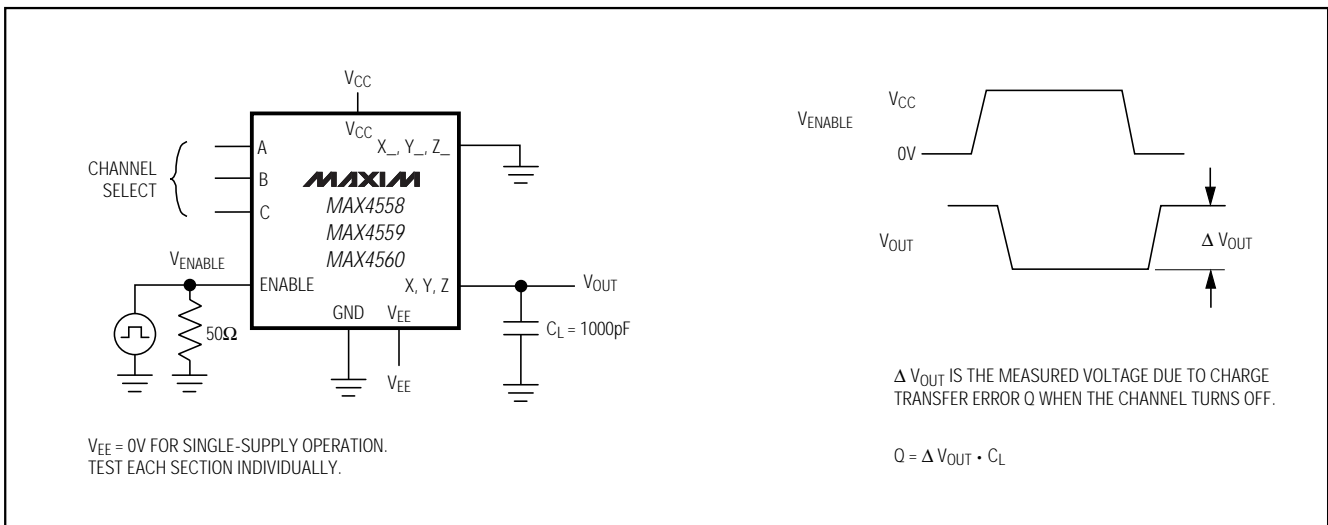 VCC
VCC
X_, Y_, Z_
A
B
C
CHANNEL
SELECT
MAXIM
MAX4558
MAX4559
MAX4560
VENABLE
ENABLE
X, Y, Z
VOUT
GND
VEE
50Ω
CL = 1000pF
VEE
VEE = 0V FOR SINGLE-SUPPLY OPERATION.
TEST EACH SECTION INDIVIDUALLY.
VENABLE
VCC
0V
VOUT
Δ VOUT
Δ VOUT IS THE MEASURED VOLTAGE DUE TO CHARGE
TRANSFER ERROR Q WHEN THE CHANNEL TURNS OFF.
Q = Δ VOUT • CL